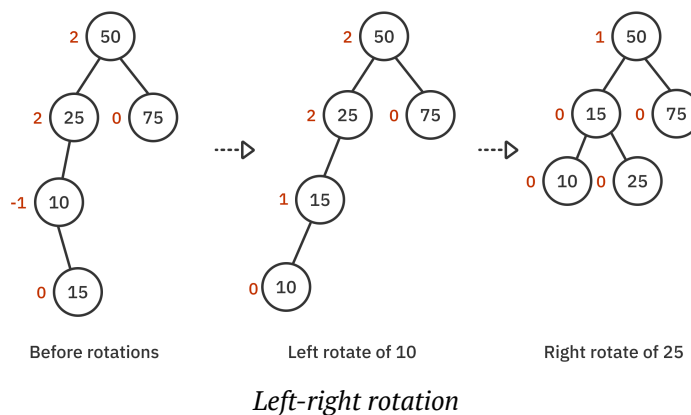 2 50 2 50 1 50
2 25 0 75 2 25 0 75 0 15 0 75
-1 10 1 15 0 10 0 25
0 15 0 10
Before rotations Left rotate of 10 Right rotate of 25
Left-right rotation